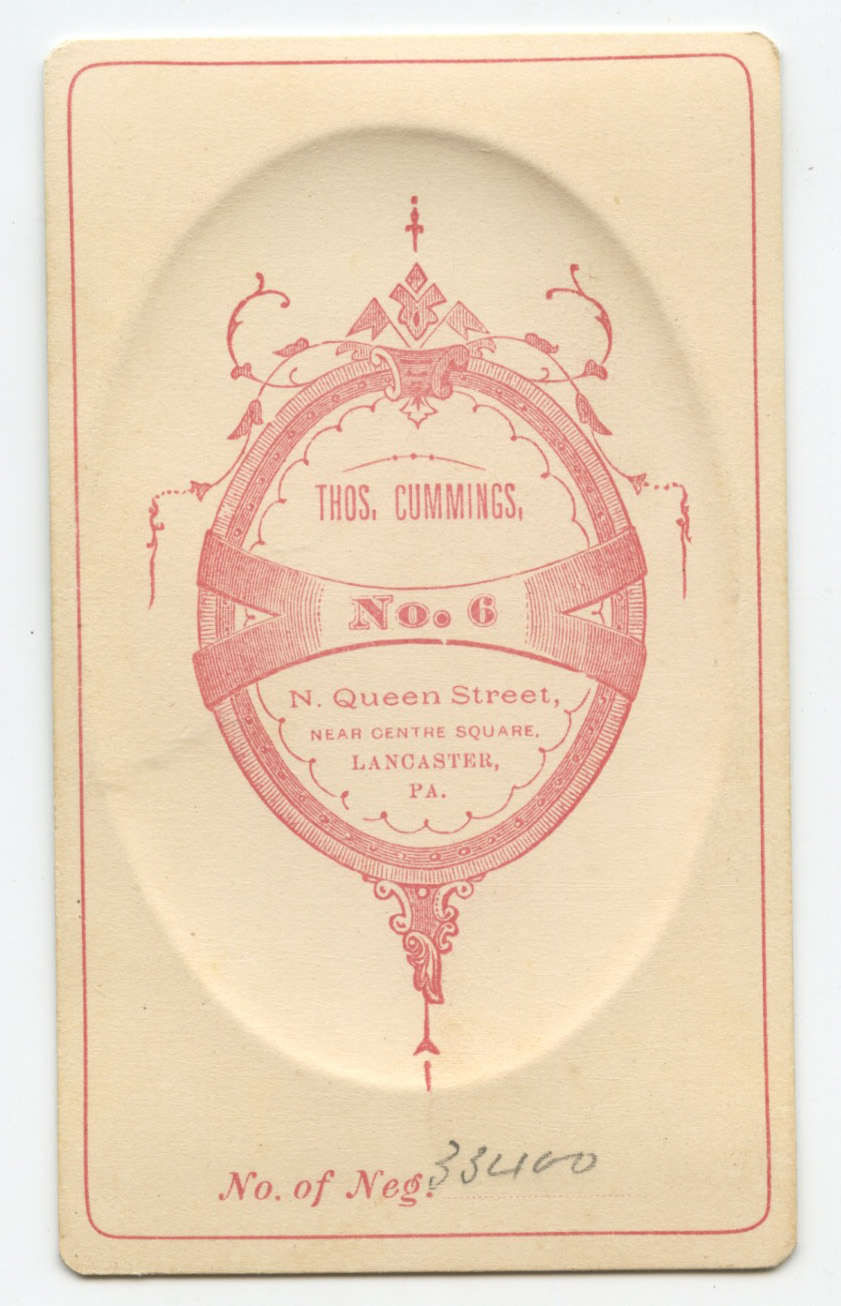 THOS. CUMMINGS,
No. 6
N. Queen Street,
NEAR CENTRE SQUARE,
LANCASTER,
PA.
No. of Neg. 33400